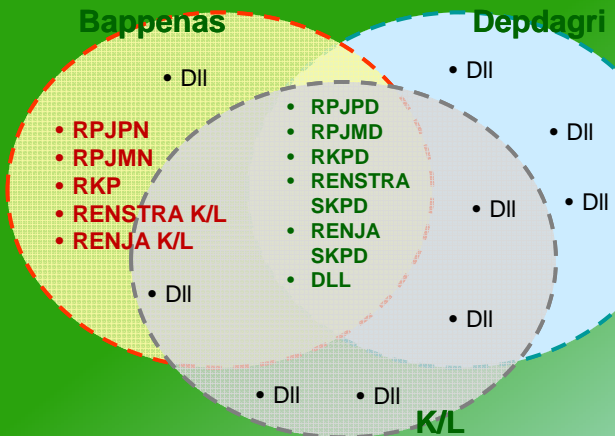 Bappenas
Depdagri
• Dll
• RPJPN
• RPJMN
• RKP
• RENSTRA K/L
• RENJA K/L
• Dll
• RPJPD
• RPJMD
• RKPD
• RENSTRA
SKPD
• RENJA
SKPD
• DLL
• Dll
• Dll
• Dll
• Dll
• Dll
• Dll
• Dll
K/L